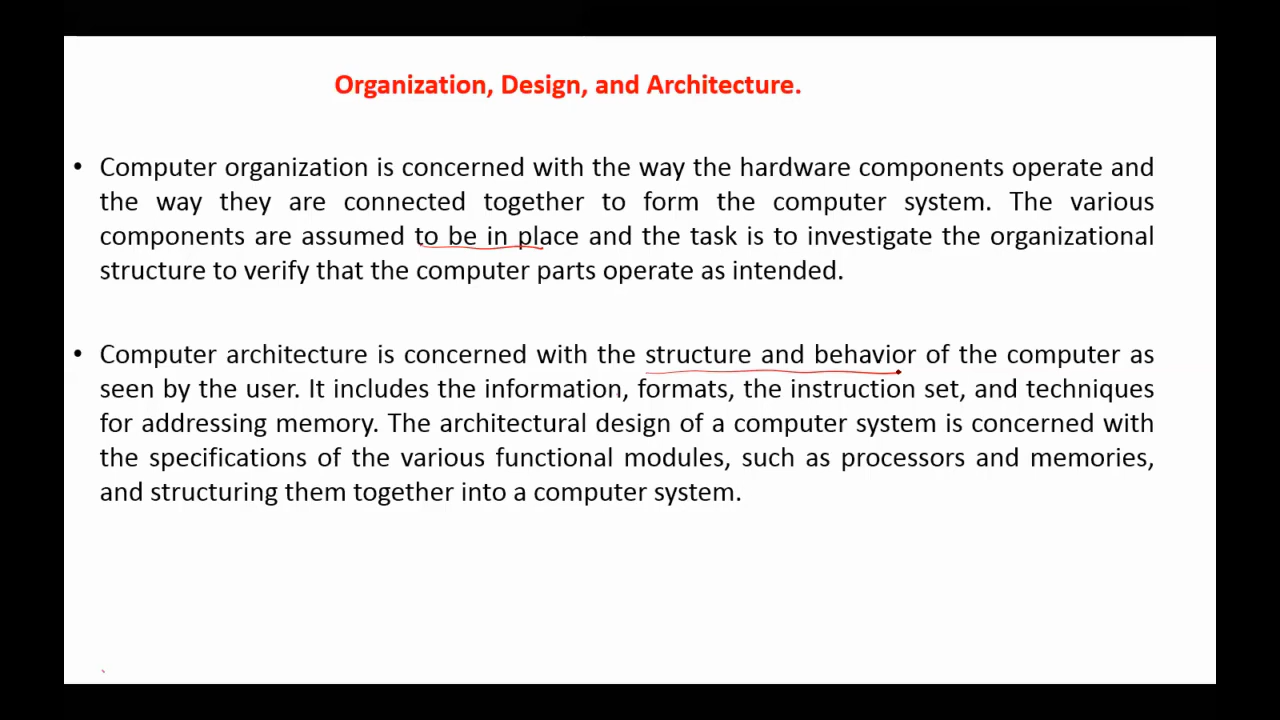 Organization, Design, and Architecture.
• Computer organization is concerned with the way the hardware components operate and
the way they are connected together to form the computer system. The various
components are assumed to be in place and the task is to investigate the organizational
structure to verify that the computer parts operate as intended.
• Computer architecture is concerned with the structure and behavior of the computer as
seen by the user. It includes the information, formats, the instruction set, and techniques
for addressing memory. The architectural design of a computer system is concerned with
the specifications of the various functional modules, such as processors and memories,
and structuring them together into a computer system.